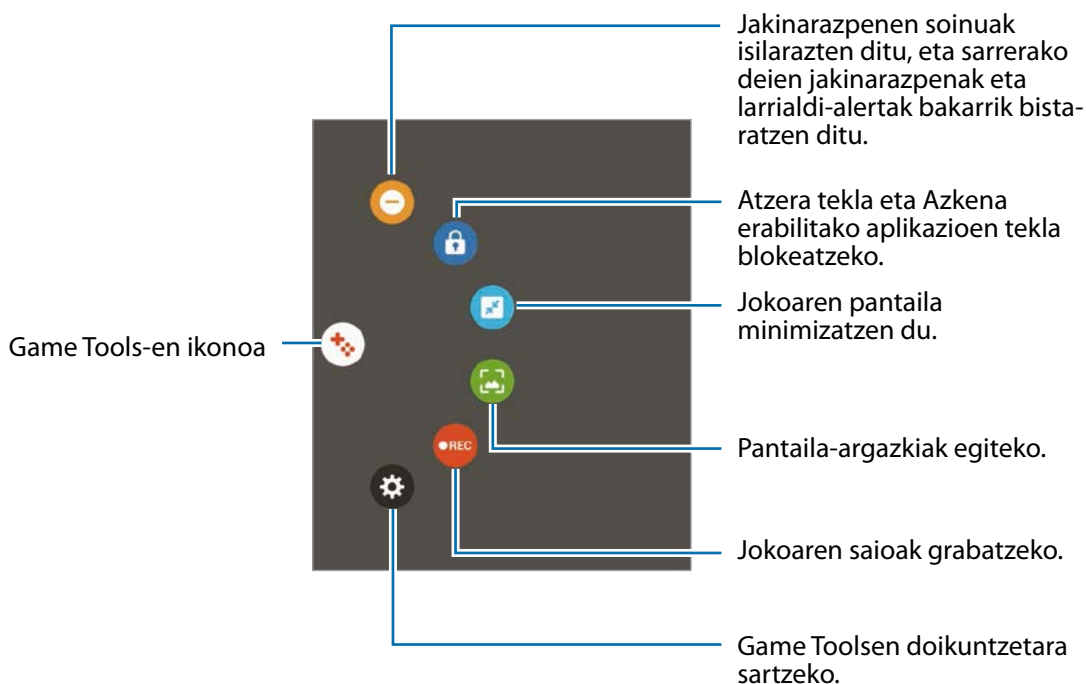 Jakinarazpenen soinuak
isilarazten ditu, eta sarrerako
deien jakinarazpenak eta
larrialdi-alertak bakarrik bista-
ratzen ditu.
Atzera tekla eta Azkena
erabilitako aplikazioen tekla
blokeatzeko.
Jokoaren pantaila
minimizatzen du.
Game Tools-en ikonoa
Pantaila-argazkiak egiteko.
REC
Jokoaren saioak grabatzeko.
Game Toolsen doikuntzetara
sartzeko.